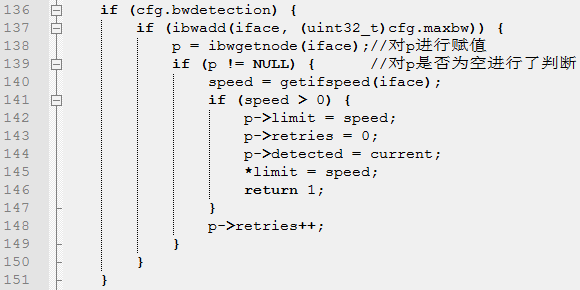 136 if (cfg.bwdetection) {
137 if (ibwadd(iface, (uint32_t)cfg.maxbw)) {
138 p = ibwgetnode(iface);//对p进行赋值
139 if (p != NULL) { //对p是否为空进行了判断
140 speed = getifspeed(iface);
141 if (speed > 0) {
142 p->limit = speed;
143 p->retries = 0;
144 p->detected = current;
145 *limit = speed;
146 return 1;
147 }
148 p->retries++;
149 }
150 }
151 }